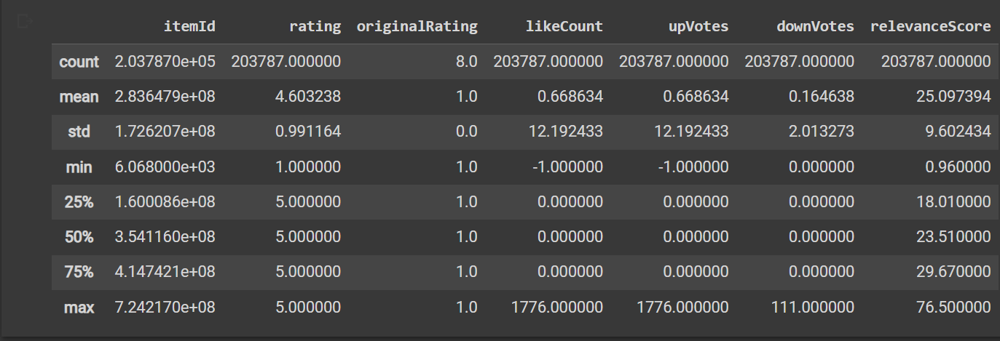 itemId rating originalRating likeCount upVotes downVotes relevanceScore
count 2.037870e+05 203787.000000 8.0 203787.000000 203787.000000 203787.000000 203787.000000
mean 2.836479e+08 4.603238 1.0 0.668634 0.668634 0.164638 25.097394
std 1.726207e+08 0.991164 0.0 12.192433 12.192433 2.013273 9.602434
min 6.068000e+03 1.000000 1.0 -1.000000 -1.000000 0.000000 0.960000
25% 1.600086e+08 5.000000 1.0 0.000000 0.000000 0.000000 18.010000
50% 3.541160e+08 5.000000 1.0 0.000000 0.000000 0.000000 23.510000
75% 4.147421e+08 5.000000 1.0 0.000000 0.000000 0.000000 29.670000
max 7.242170e+08 5.000000 1.0 1776.000000 1776.000000 111.000000 76.500000